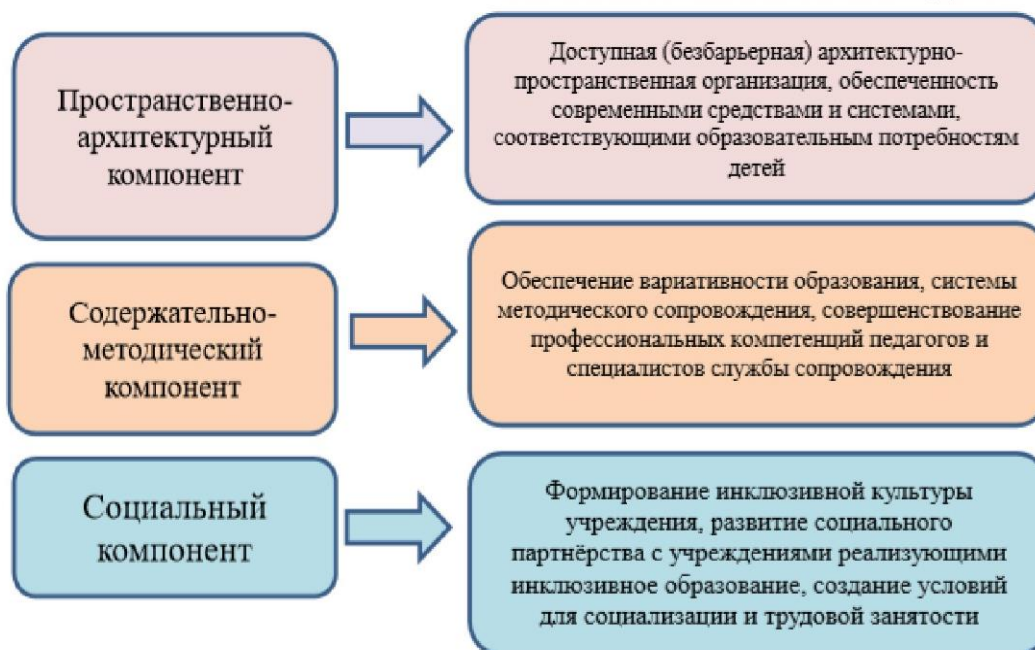 Пространственно-
архитектурный
компонент
Доступная (безбарьерная) архитектурно-
пространственная организация, обеспеченность
современными средствами и системами,
соответствующими образовательным потребностям
детей
Содержательно-
методический
компонент
Обеспечение вариативности образования, системы
методического сопровождения, совершенствование
профессиональных компетенций педагогов и
специалистов службы сопровождения
Социальный
компонент
Формирование инклюзивной культуры
учреждения, развитие социального
партнёрства с учреждениями реализующими
инклюзивное образование, создание условий
для социализации и трудовой занятости